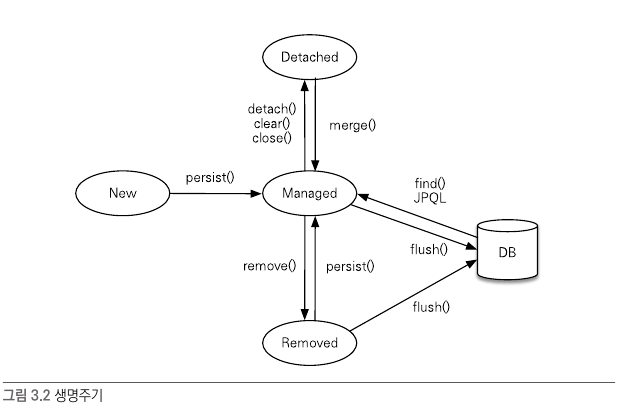 Detached
detach()
clear()
close()
merge()
New
persist()
Managed
find()
JPQL
flush()
DB
remove()
persist()
flush()
Removed
그림 3.2 생명주기